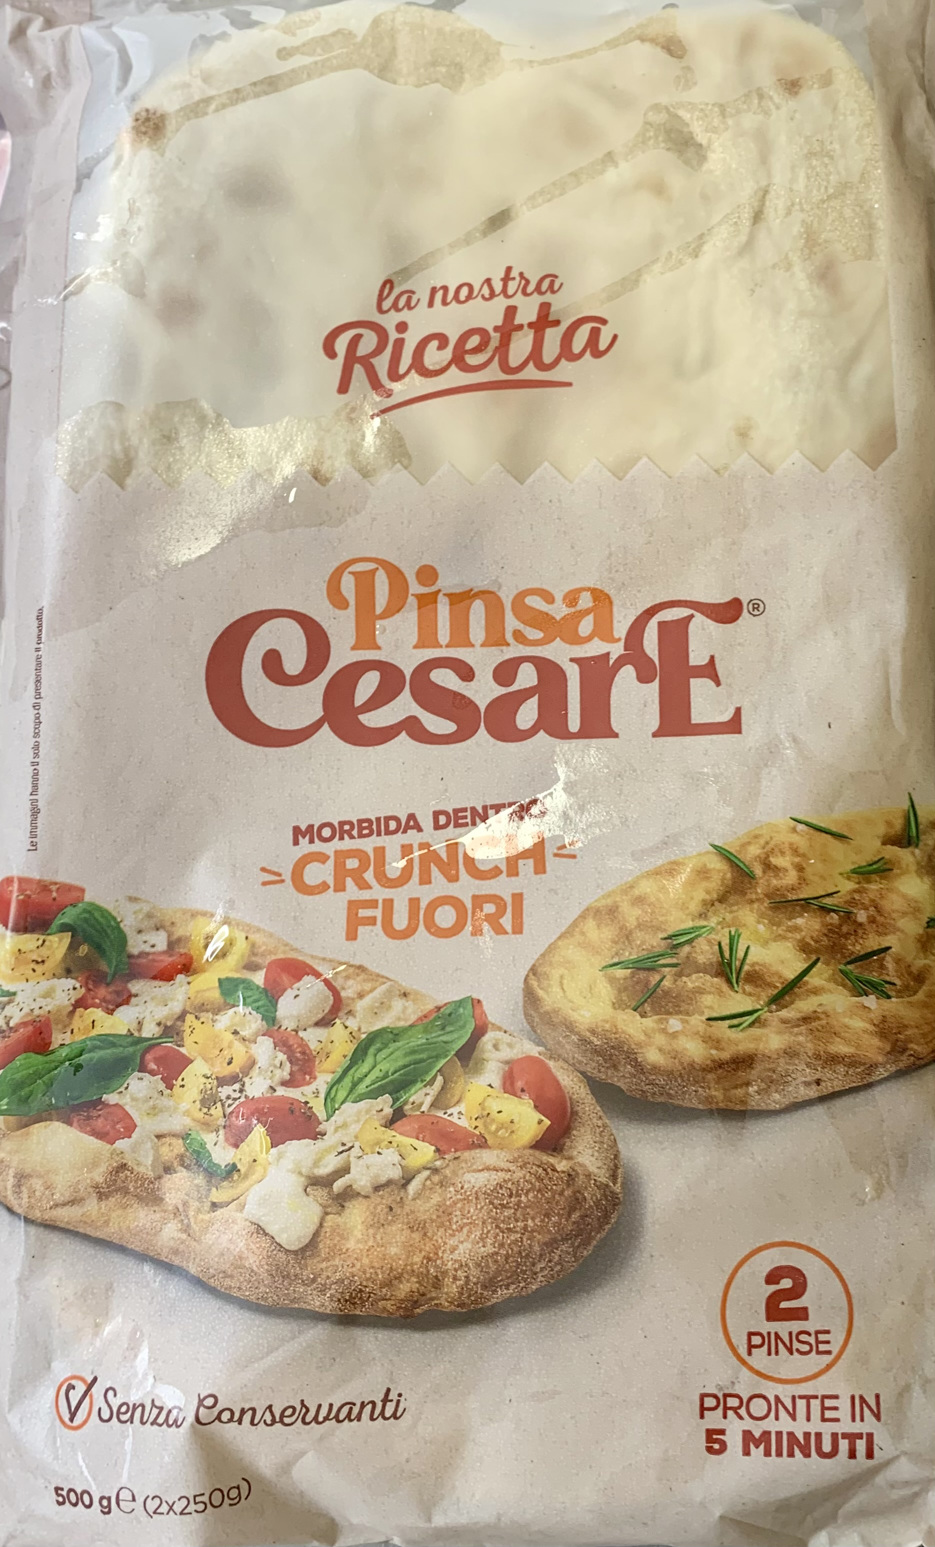 la nostra
Ricetta
Pinsa
CesarE®
MORBIDA DENTRO
CRUNCH
FUORI
Le immagini hanno il solo scopo di presentare il prodotto.
2
PINSE
PRONTE IN
5 MINUTI
Senza Conservanti
500 g e (2x250g)